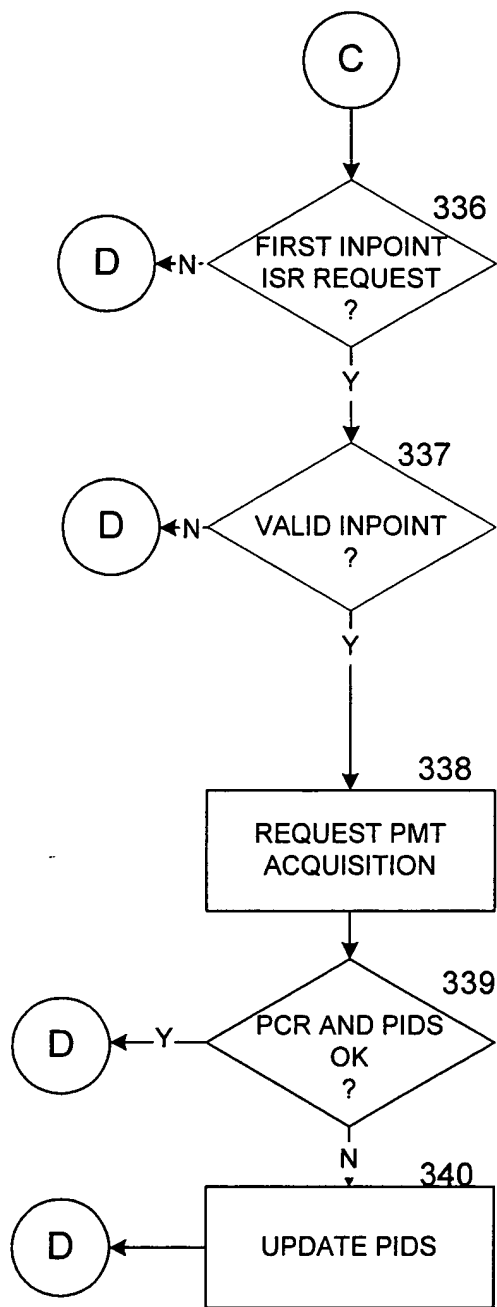 C
336
FIRST INPOINT
ISR REQUEST
?
D
N
Y
337
VALID INPOINT
?
D
N
Y
338
REQUEST PMT
ACQUISITION
339
PCR AND PIDS
OK
?
D
Y
N
340
UPDATE PIDS
D